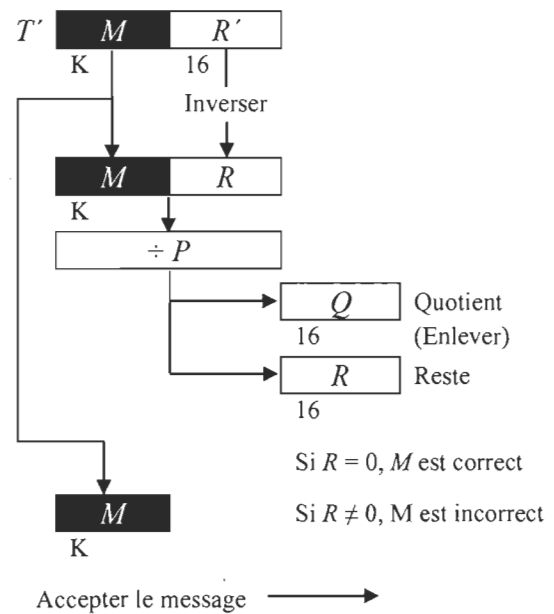 T′ M R′
K 16
Inverser
M R
K
÷ P
Q Quotient
16 (Enlever)
R Reste
16
Si R = 0, M est correct
Si R ≠ 0, M est incorrect
M
K
Accepter le message